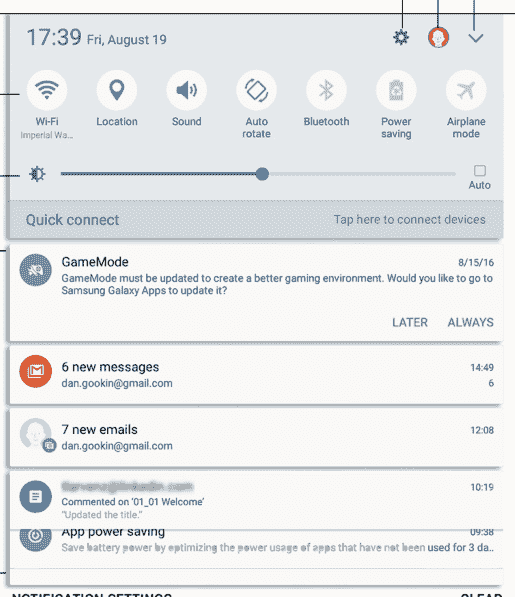 17:39 Fri, August 19
Wi-Fi Location Sound Auto rotate Bluetooth Power saving Airplane mode
Imperial Wa...
Auto
Quick connect Tap here to connect devices
GameMode 8/15/16
GameMode must be updated to create a better gaming environment. Would you like to go to
Samsung Galaxy Apps to update it?
LATER ALWAYS
6 new messages 14:49
dan.gookin@gmail.com 6
7 new emails 12:08
dan.gookin@gmail.com
10:19
Commented on '01_01 Welcome'
"Updated the title."
App power saving 09:38
Save battery power by optimizing the power usage of apps that have not been used for 3 da..
NOTIFICATION SETTINGS CLEAR